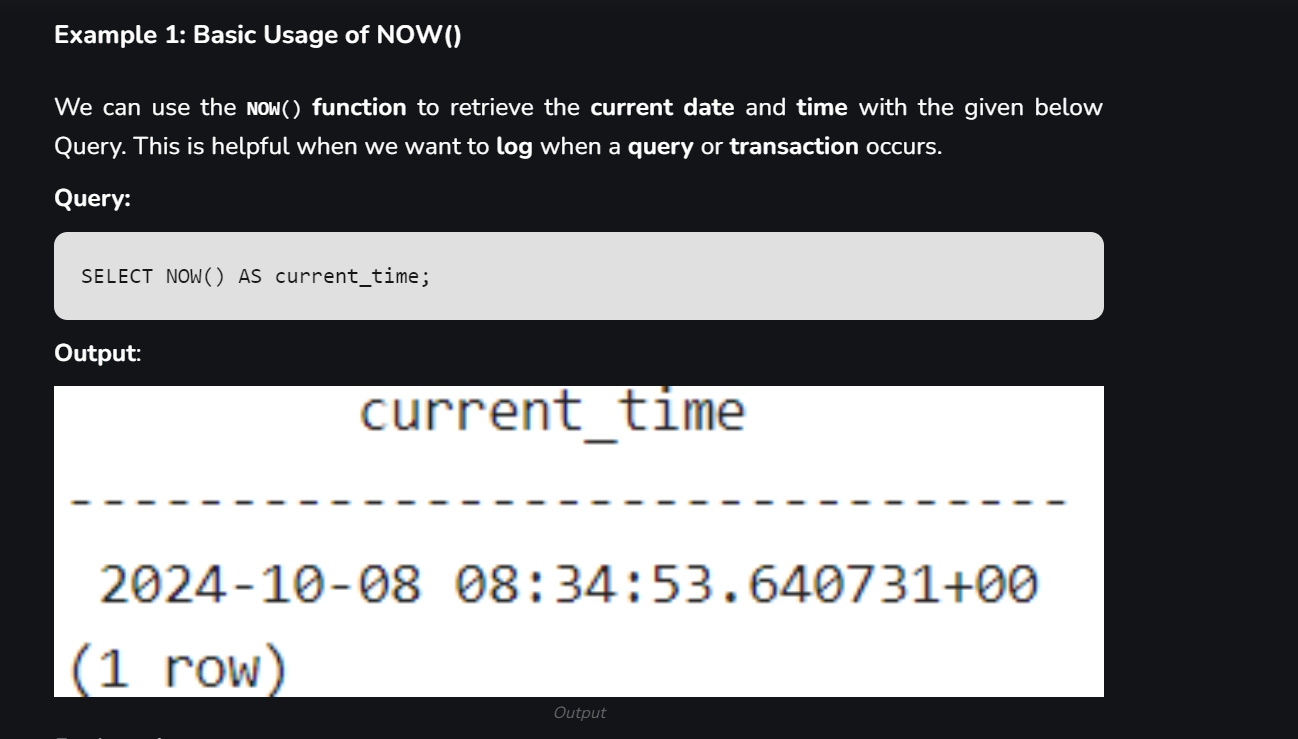 Example 1: Basic Usage of NOW()
We can use the NOW() function to retrieve the current date and time with the given below
Query. This is helpful when we want to log when a query or transaction occurs.
Query:
SELECT NOW() AS current_time;
Output:
current_time
----------------------------------
2024-10-08 08:34:53.640731+00
(1 row)
Output